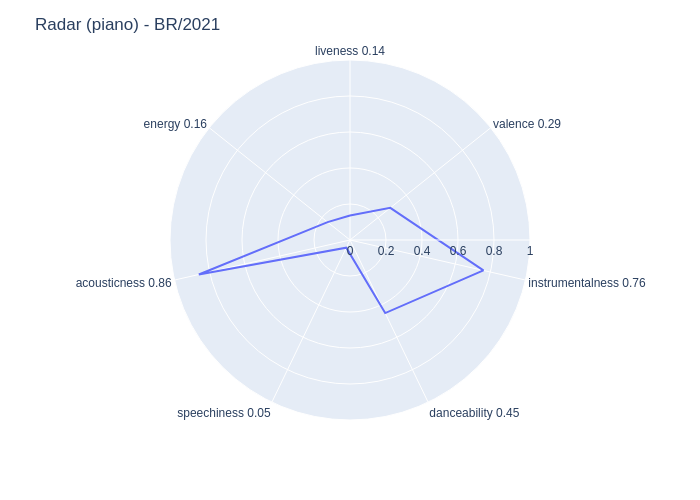 Radar (piano) - BR/2021
liveness 0.14
energy 0.16
valence 0.29
0 0.2 0.4 0.6 0.8 1
acousticness 0.86
instrumentalness 0.76
speechiness 0.05
danceability 0.45